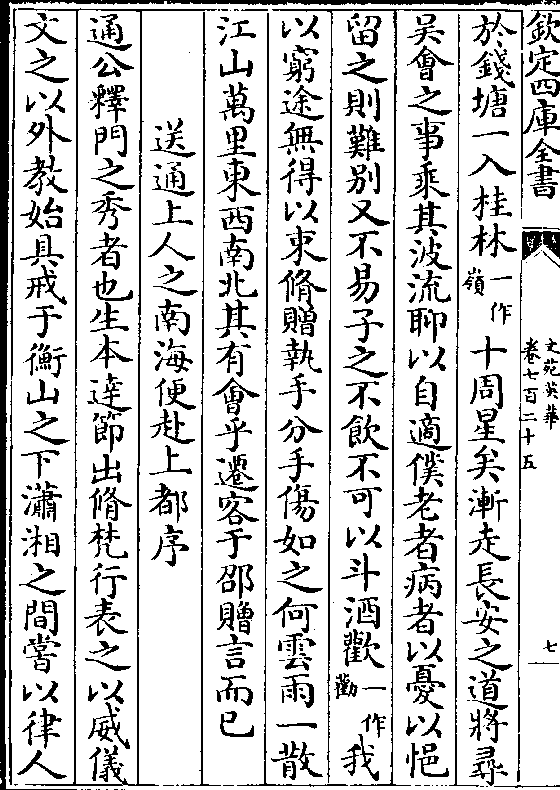 欽定四庫全書
文苑英華
卷七百二十五
七
於錢塘一入桂林一作嶺十周星矣漸走長安之道將尋
吳會之事乘其波流聊以自適僕老者病者以憂以悒
留之則難别又不易子之不飲不可以斗酒歡一作勸我
以窮途無得以束脩贈執手分手傷如之何雲雨一散
江山萬里東西南北其有會乎遷客于邵贈言而已
送通上人之南海便赴上都序
通公釋門之秀者也生本達節出脩梵行表之以威儀
文之以外教始具戒于衡山之下瀟湘之間嘗以律人